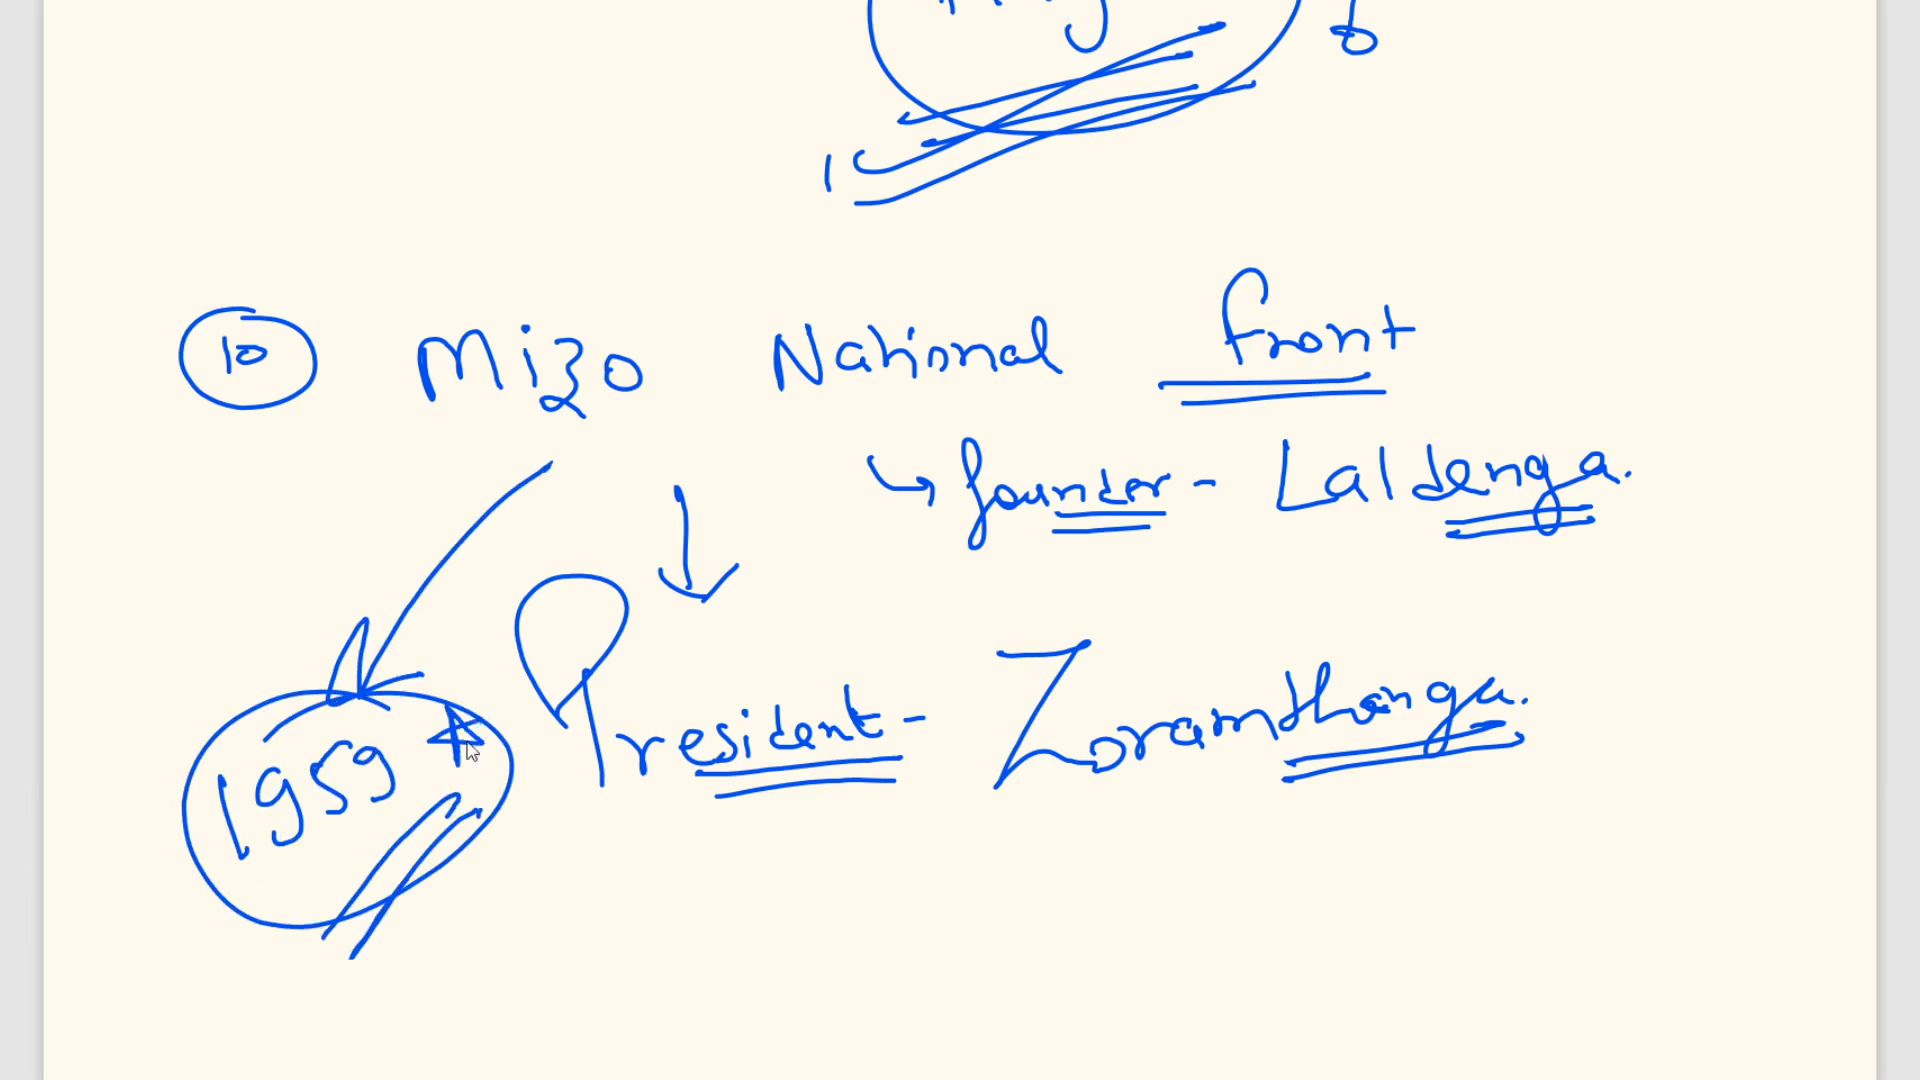 10 Mizo National Front
founder - Laldenga.
President - Zoramthanga.
1959